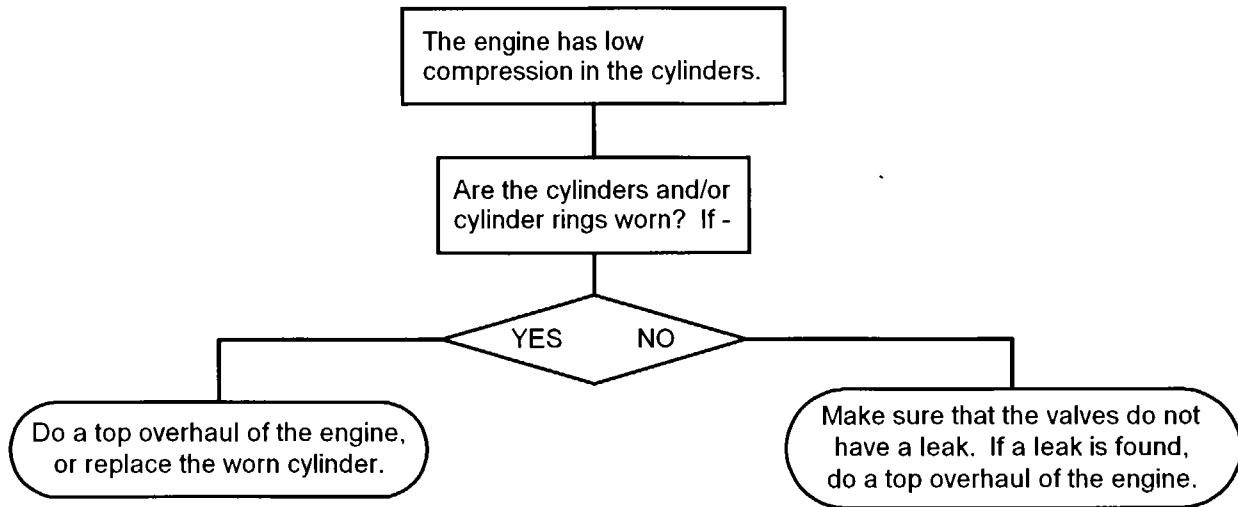 The engine has low
compression in the cylinders.
Are the cylinders and/or
cylinder rings worn? If -
YES NO
Do a top overhaul of the engine,
or replace the worn cylinder.
Make sure that the valves do not
have a leak. If a leak is found,
do a top overhaul of the engine.